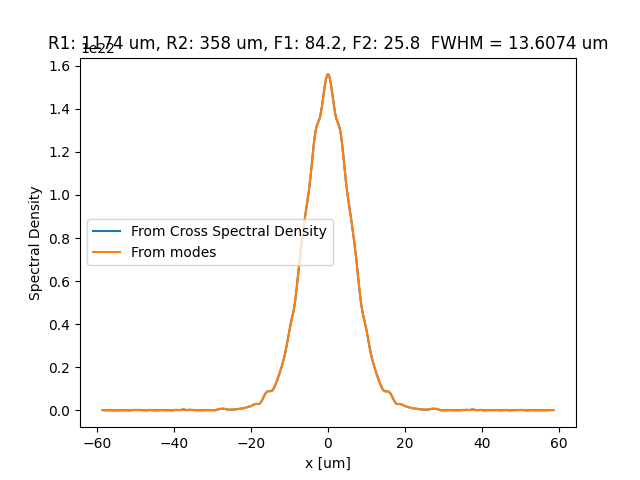 R1: 1174 um, R2: 358 um, F1: 84.2, F2: 25.8  FWHM = 13.6074 um
1e22
1.6
1.4
1.2
1.0
0.8
0.6
0.4
0.2
0.0
Spectral Density
From Cross Spectral Density
From modes
−60 −40 −20 0 20 40 60
x [um]